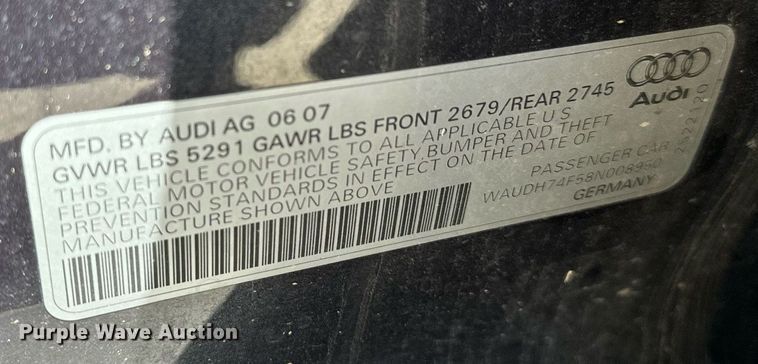 MFD. BY AUDI AG 06 07
GVWR LBS 5291 GAWR LBS FRONT 2679/REAR 2745
THIS VEHICLE CONFORMS TO ALL APPLICABLE U S
FEDERAL MOTOR VEHICLE SAFETY BUMPER AND THEFT
PREVENTION STANDARDS IN EFFECT ON THE DATE OF
MANUFACTURE SHOWN ABOVE
Audi
PASSENGER CAR
WAUDH74F58N008950
GERMANY
Purple Wave Auction